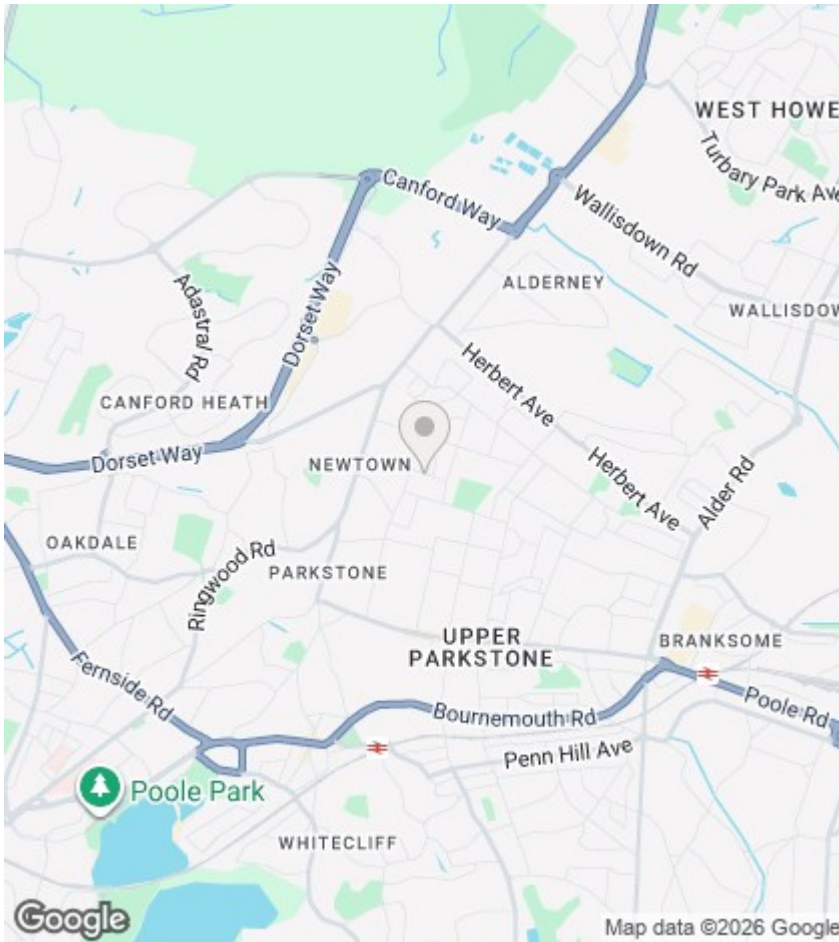 WEST HOWE
Turbary Park Ave
Canford Way
Wallisdown Rd
ALDERNEY
WALLISDOW
Adastral Rd
Dorset Way
Herbert Ave
CANFORD HEATH
Dorset Way
NEWTOWN
Herbert Ave
Alder Rd
OAKDALE
Ringwood Rd
PARKSTONE
UPPER
PARKSTONE
BRANKSOME
Fernside Rd
Bournemouth Rd
Poole Rd
Penn Hill Ave
Poole Park
WHITECLIFF
Google
Map data ©2026 Google